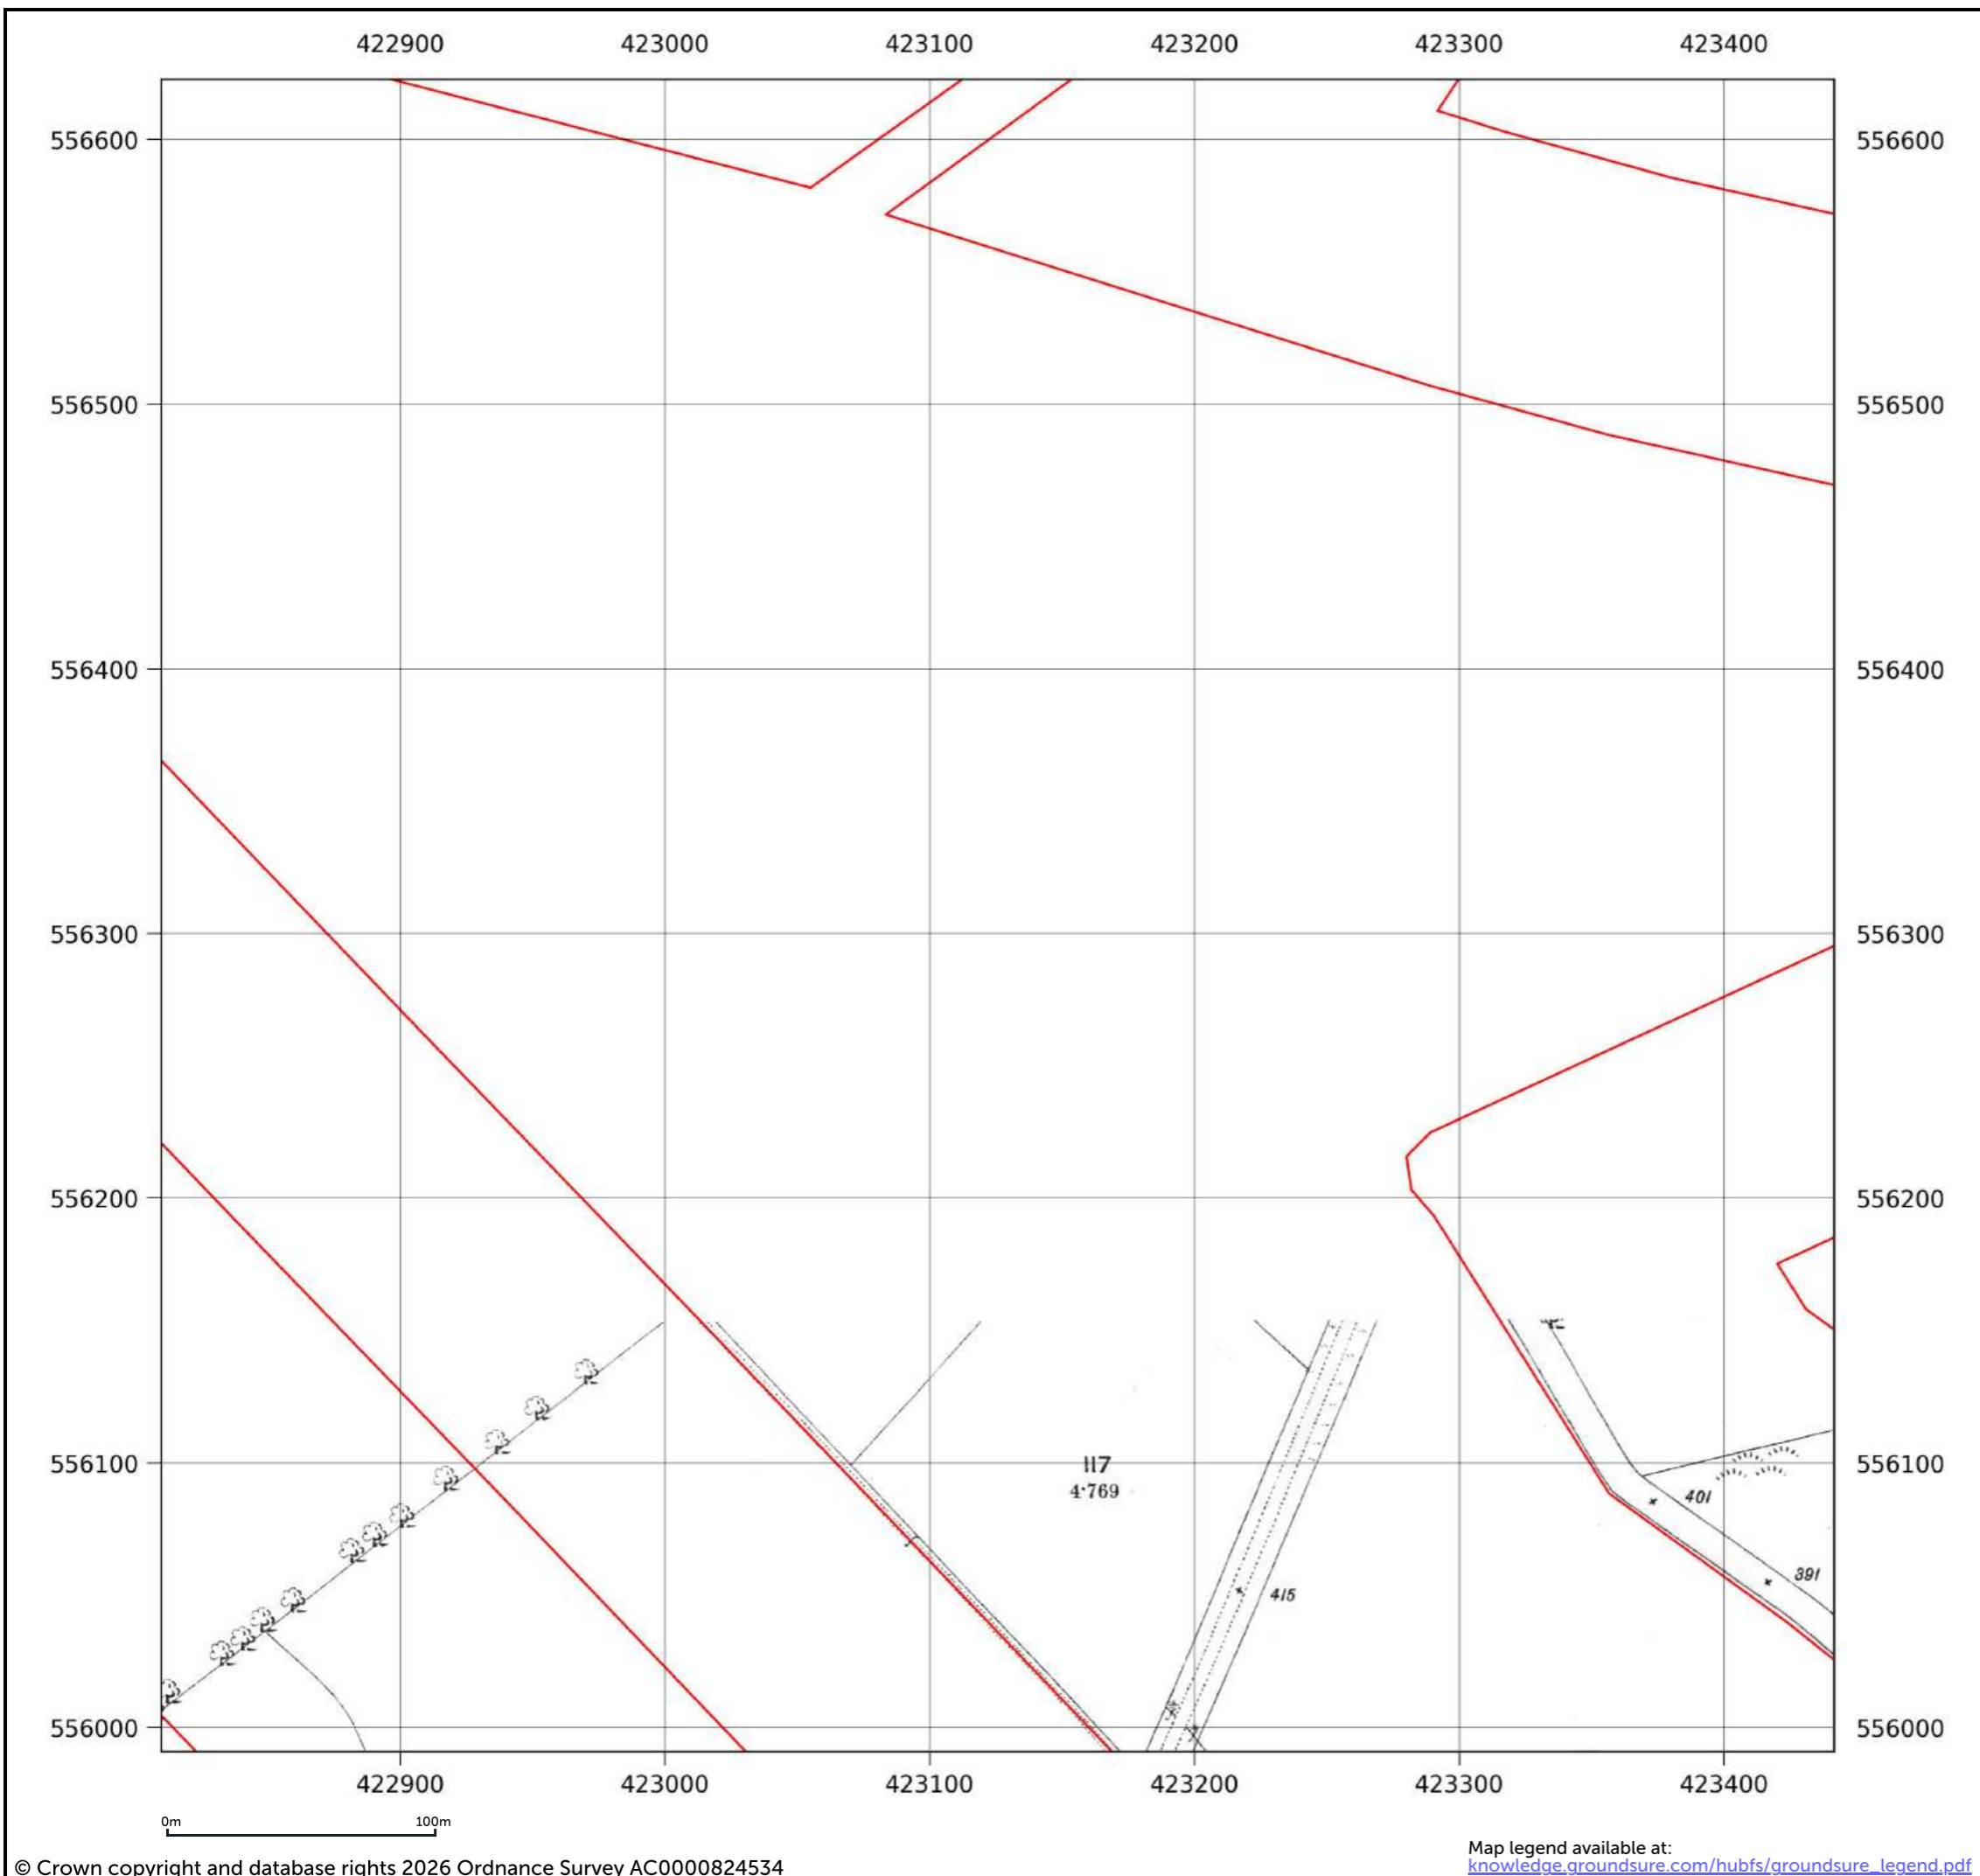 422900 423000 423100 423200 423300 423400
556600 556600
556500 556500
556400 556400
556300 556300
556200 556200
556100 556100
117
4·769
401
391
415
556000 556000
422900 423000 423100 423200 423300 423400
0m 100m
Map legend available at:
knowledge.groundsure.com/hubfs/groundsure_legend.pdf
© Crown copyright and database rights 2026 Ordnance Survey AC0000824534